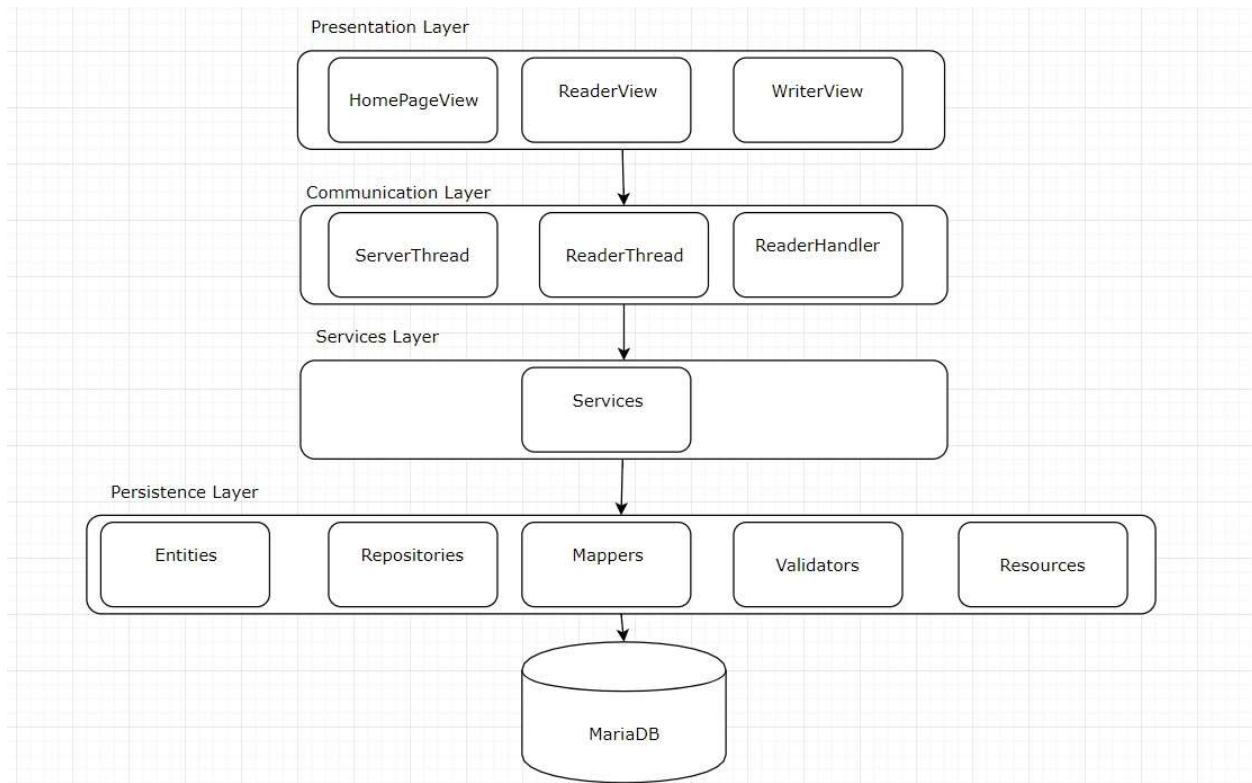 Presentation Layer
HomePageView
ReaderView
WriterView
Communication Layer
ServerThread
ReaderThread
ReaderHandler
Services Layer
Services
Persistence Layer
Entities
Repositories
Mappers
Validators
Resources
MariaDB